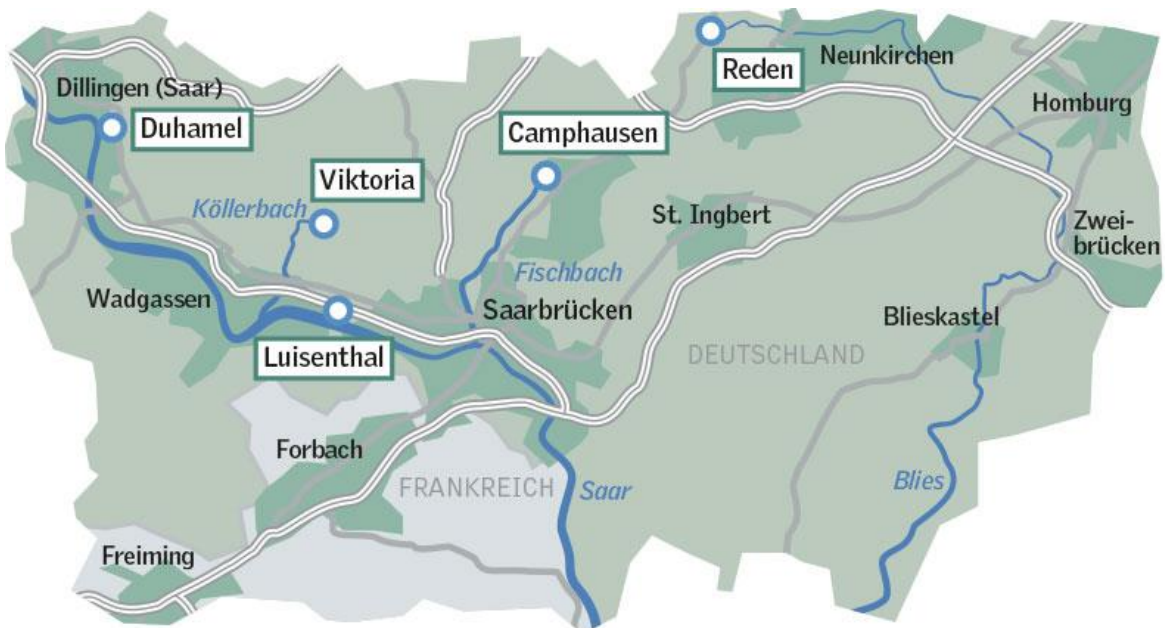 Neunkirchen
Reden
Dillingen (Saar)
Homburg
Duhamel
Camphausen
Viktoria
Köllerbach
St. Ingbert
Zwei-
brücken
Fischbach
Wadgassen
Saarbrücken
Blieskastel
Luisenthal
DEUTSCHLAND
Forbach
FRANKREICH
Saar
Blies
Freiming